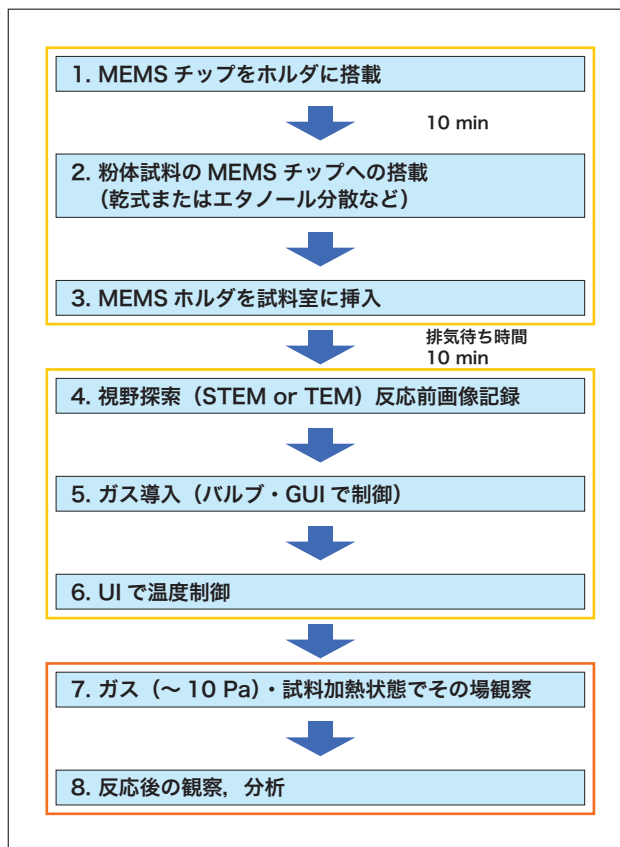 1. MEMS チップをホルダに搭載
10 min
2. 粉体試料の MEMS チップへの搭載
（乾式またはエタノール分散など）
3. MEMS ホルダを試料室に挿入
排気待ち時間
10 min
4. 視野探索（STEM or TEM）反応前画像記録
5. ガス導入（バルブ・GUI で制御）
6. UI で温度制御
7. ガス（～ 10 Pa）・試料加熱状態でその場観察
8. 反応後の観察，分析